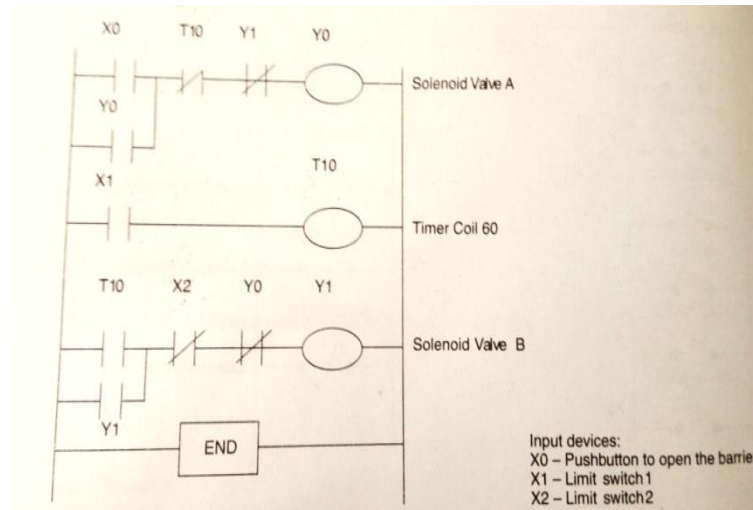 X0 T10 Y1 Y0
Solenoid Valve A
Y0
X1 T10
Timer Coil 60
T10 X2 Y0 Y1
Solenoid Valve B
Y1
END
Input devices:
X0 – Pushbutton to open the barrie
X1 – Limit switch1
X2 – Limit switch2